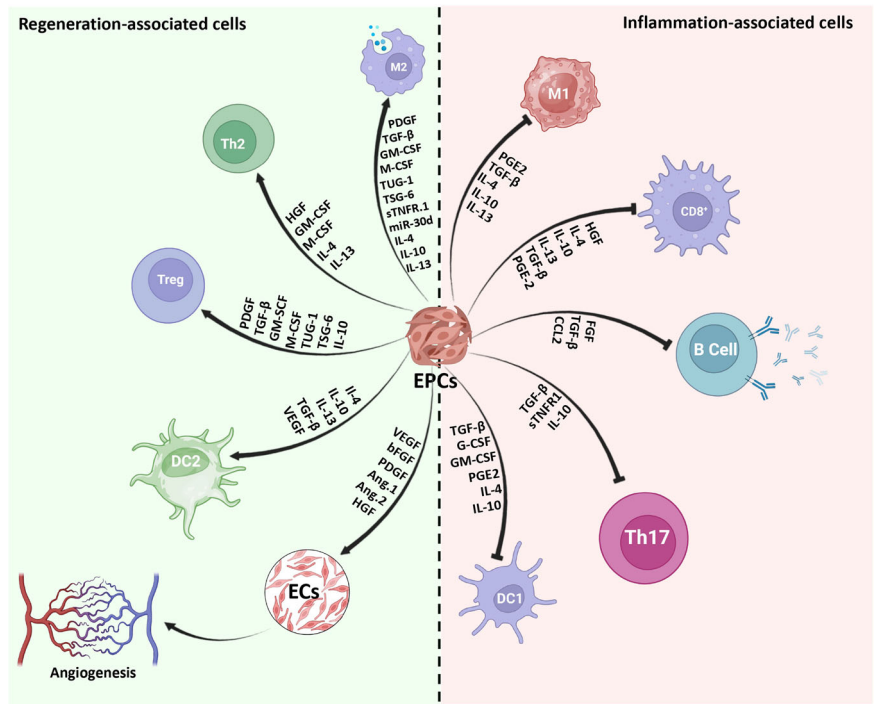 Regeneration-associated cells
Inflammation-associated cells
M2
PDGF
TGF-β
GM-CSF
M-CSF
TUG-1
TSG-6
sTNFR.1
miR-30d
IL-4
IL-10
IL-13
Th2
HGF
GM-CSF
M-CSF
IL-4
IL-13
Treg
PDGF
TGF-β
GM-SCF
M-CSF
TUG-1
TSG-6
IL-10
DC2
Il-4
IL-10
IL-13
TGF-β
VEGF
VEGF
bFGF
PDGF
Ang.1
Ang.2
HGF
ECs
Angiogenesis
EPCs
M1
PGE2
TGF-β
IL-4
IL-10
IL-13
CD8⁺
HGF
IL-4
IL-10
IL-13
TGF-β
PGE-2
B Cell
FGF
TGF-β
CCL2
Th17
TGF-β
sTNFR1
IL-10
TGF-β
G-CSF
GM-CSF
PGE2
IL-4
IL-10
DC1